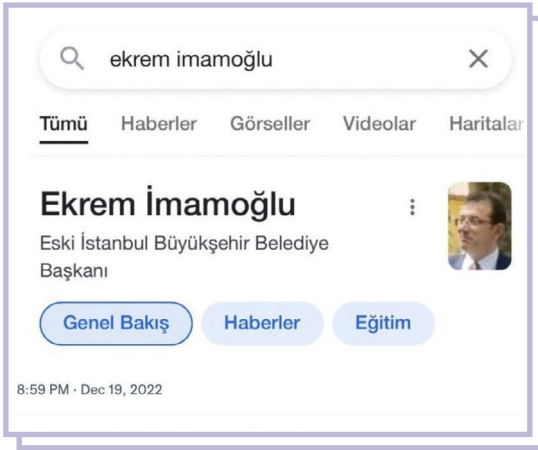 ekrem imamoğlu
Tümü Haberler Görseller Videolar Haritalar
Ekrem İmamoğlu
Eski İstanbul Büyükşehir Belediye
Başkanı
Genel Bakış Haberler Eğitim
8:59 PM · Dec 19, 2022